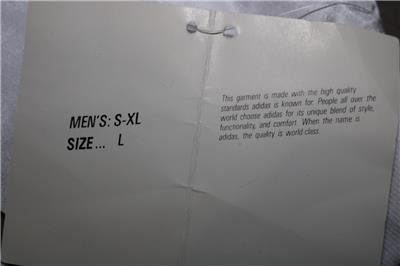 MEN'S: S-XL
SIZE... L
This garment is made with the high quality
standards adidas is known for. People all over the
world choose adidas for its unique blend of style,
functionality, and comfort. When the name is
adidas, the quality is world-class.